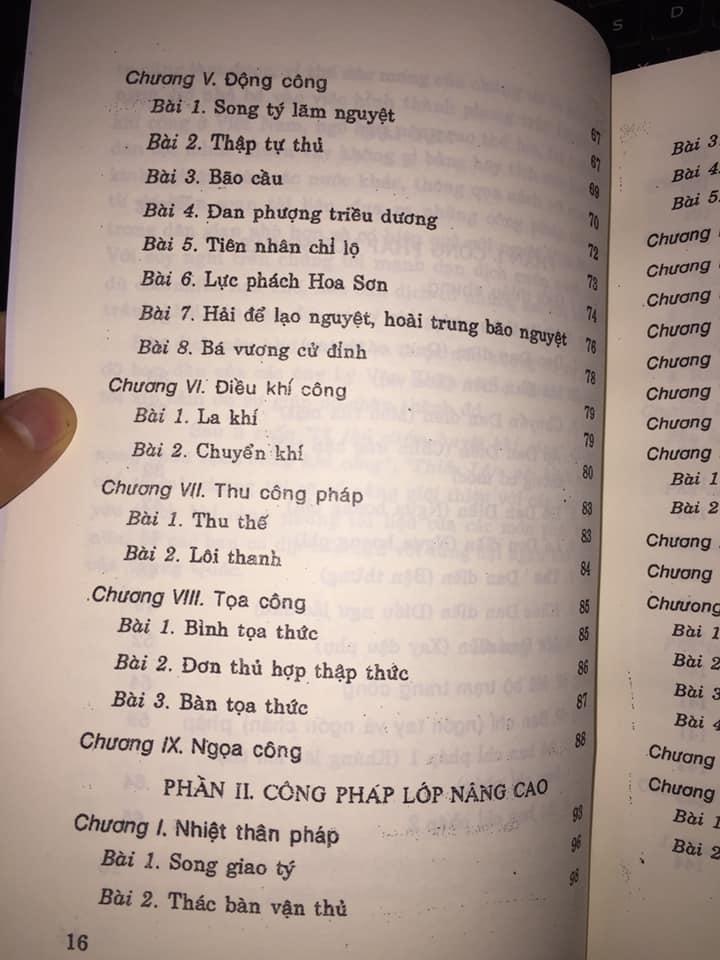 Chương V. Động công 67
Bài 1. Song tý lãm nguyệt 67
Bài 2. Thập tự thủ 69
Bài 3. Bão cầu 70
Bài 4. Đan phượng triều dương 72
Bài 5. Tiên nhân chỉ lộ 73
Bài 6. Lực phách Hoa Sơn 74
Bài 7. Hải để lạo nguyệt, hoài trung bão nguyệt 76
Bài 8. Bá vương cử đỉnh 78
Chương VI. Điều khí công 79
Bài 1. La khí 79
Bài 2. Chuyển khí 80
Chương VII. Thu công pháp 83
Bài 1. Thu thế 83
Bài 2. Lôi thanh 84
Chương VIII. Tọa công 85
Bài 1. Bình tọa thức 85
Bài 2. Đơn thủ hợp thập thức 86
Bài 3. Bàn tọa thức 87
Chương IX. Ngọa công 88
PHẦN II. CÔNG PHÁP LỚP NÂNG CAO 93
Chương I. Nhiệt thân pháp 96
Bài 1. Song giao tý 98
Bài 2. Thác bàn vận thủ
16
Bài 3.
Bài 4.
Bài 5.
Chương
Chương
Chương
Chương
Chương
Chương
Chương
Chương
Bài 1
Bài 2
Chương
Chương
Chương
Bài 1
Bài 2
Bài 3
Bài 4
Chương
Chương
Bài 1
Bài 2